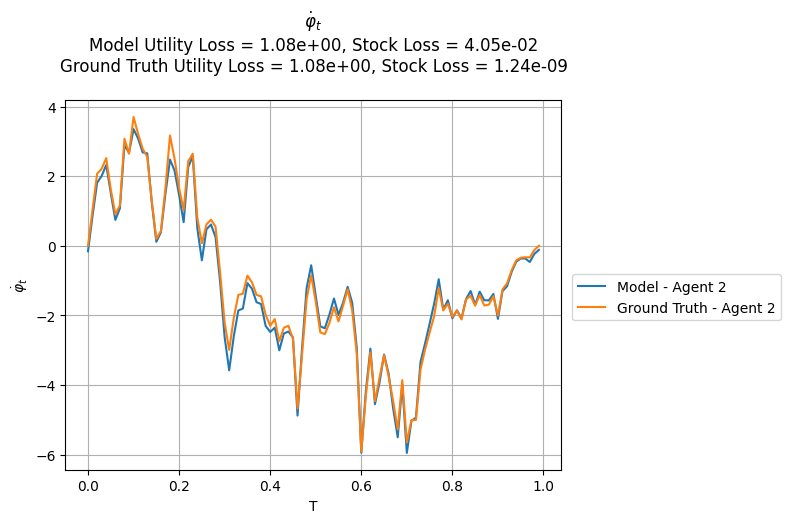 φ̇ₜ
Model Utility Loss = 1.08e+00, Stock Loss = 4.05e-02
Ground Truth Utility Loss = 1.08e+00, Stock Loss = 1.24e-09
φ̇ₜ
4
2
0
−2
−4
−6
0.0 0.2 0.4 0.6 0.8 1.0
T
Model - Agent 2
Ground Truth - Agent 2